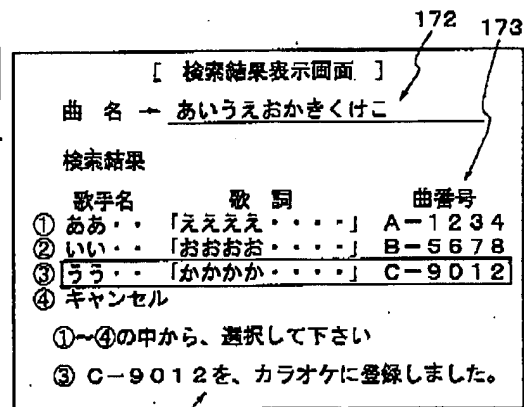 172 173
[ 検索結果表示画面 ]
曲 名 ← あいうえおかきくけこ
検索結果
歌手名 歌 詞 曲番号
① ああ・・ 「ええええ・・・・」 A-1234
② いい・・ 「おおおお・・・・」 B-5678
③ うう・・ 「かかかか・・・・」 C-9012
④ キャンセル
①~④の中から、選択して下さい
③ C-9012を、カラオケに登録しました。